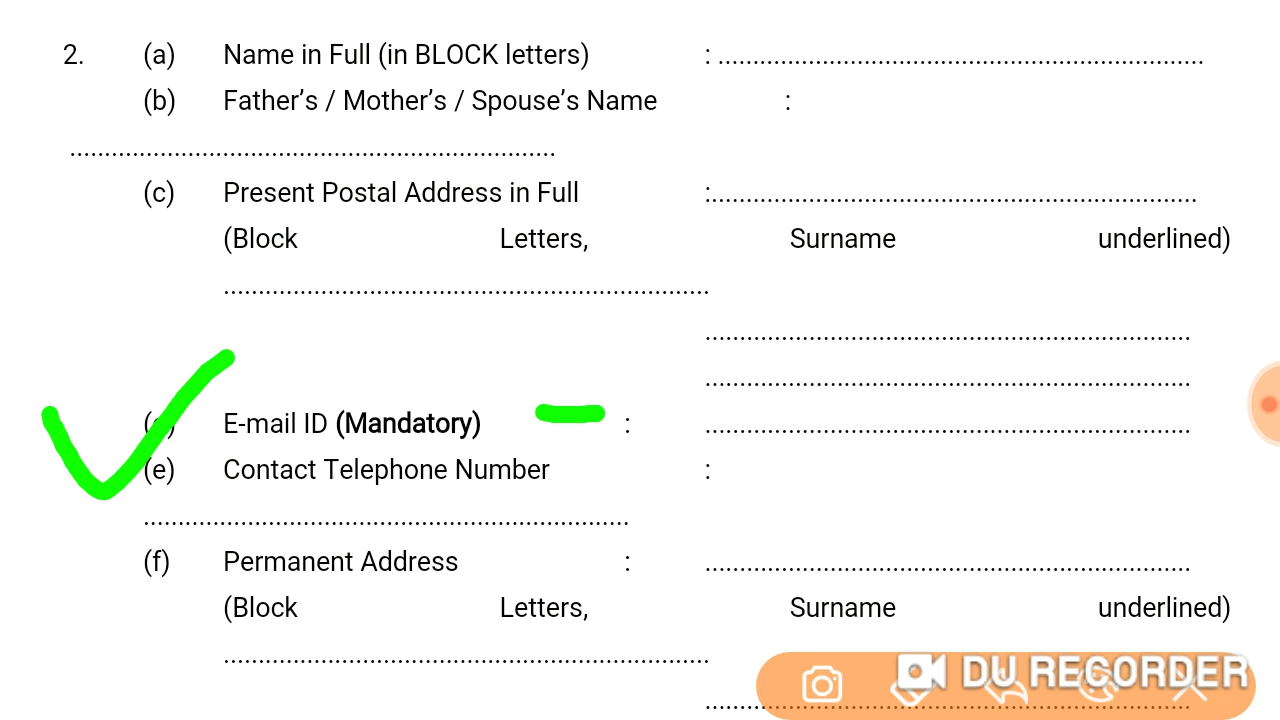 2. (a) Name in Full (in BLOCK letters) : ......................................................................
(b) Father’s / Mother’s / Spouse’s Name :
......................................................................
(c) Present Postal Address in Full :......................................................................
(Block Letters, Surname underlined)
......................................................................
......................................................................
......................................................................
E-mail ID (Mandatory) : ......................................................................
(e) Contact Telephone Number :
......................................................................
(f) Permanent Address : ......................................................................
(Block Letters, Surname underlined)
......................................................................
......................................................................
DU RECORDER